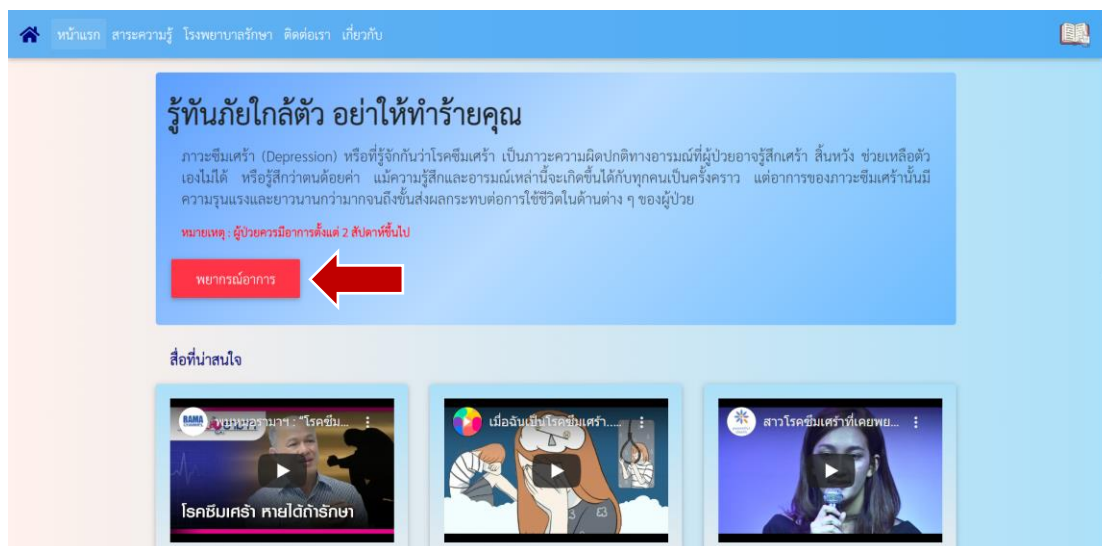 หน้าแรก สาระความรู้ โรงพยาบาลรักษา ติดต่อเรา เกี่ยวกับ
รู้ทันภัยใกล้ตัว อย่าให้ทำร้ายคุณ
ภาวะซึมเศร้า (Depression) หรือที่รู้จักกันว่าโรคซึมเศร้า เป็นภาวะความผิดปกติทางอารมณ์ที่ผู้ป่วยอาจรู้สึกเศร้า สิ้นหวัง ช่วยเหลือตัว
เองไม่ได้ หรือรู้สึกว่าตนด้อยค่า แม้ความรู้สึกและอารมณ์เหล่านี้จะเกิดขึ้นได้กับทุกคนเป็นครั้งคราว แต่อาการของภาวะซึมเศร้านั้นมี
ความรุนแรงและยาวนานกว่ามากจนถึงขั้นส่งผลกระทบต่อการใช้ชีวิตในด้านต่าง ๆ ของผู้ป่วย
หมายเหตุ : ผู้ป่วยควรมีอาการตั้งแต่ 2 สัปดาห์ขึ้นไป
พยากรณ์อาการ
สื่อที่น่าสนใจ
พบหมอรามาฯ : "โรคซึม...
โรคซึมเศร้า หายได้ถ้ารักษา
เมื่อฉันเป็นโรคซึมเศร้า.....
สาวโรคซึมเศร้าที่เคยพย...